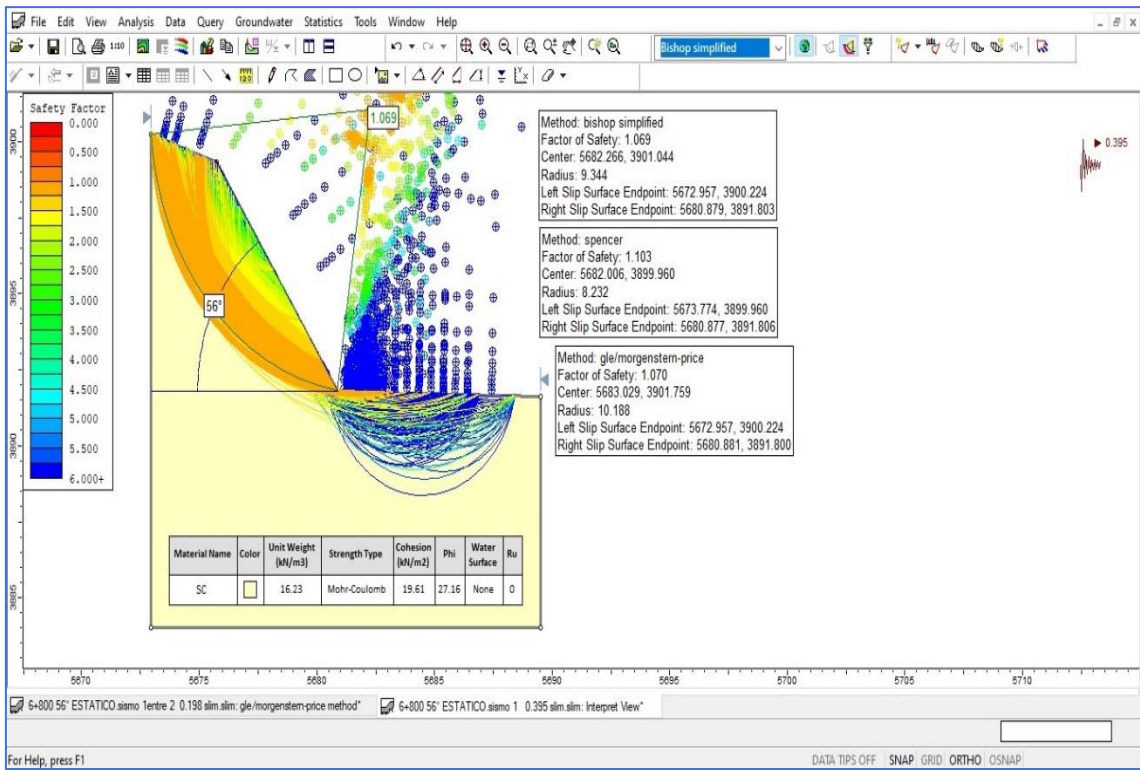 File Edit View Analysis Data Query Groundwater Statistics Tools Window Help
Bishop simplified
Safety Factor
0.000
0.500
1.000
1.500
2.000
2.500
3.000
3.500
4.000
4.500
5.000
5.500
6.000+
3900
3895
3890
3885
1.069
56°
Method: bishop simplified
Factor of Safety: 1.069
Center: 5682.266, 3901.044
Radius: 9.344
Left Slip Surface Endpoint: 5672.957, 3900.224
Right Slip Surface Endpoint: 5680.879, 3891.803
Method: spencer
Factor of Safety: 1.103
Center: 5682.006, 3899.960
Radius: 8.232
Left Slip Surface Endpoint: 5673.774, 3899.960
Right Slip Surface Endpoint: 5680.877, 3891.806
Method: gle/morgenstern-price
Factor of Safety: 1.070
Center: 5683.029, 3901.759
Radius: 10.188
Left Slip Surface Endpoint: 5672.957, 3900.224
Right Slip Surface Endpoint: 5680.881, 3891.800
0.395
Material Name Color Unit Weight (kN/m3) Strength Type Cohesion (kN/m2) Phi Water Surface Ru
SC 16.23 Mohr-Coulomb 19.61 27.16 None 0
5670 5675 5680 5685 5690 5695 5700 5705 5710
6+800 56° ESTATICO.sismo 1entre 2 0.198 slim.slim: gle/morgenstern-price method* 6+800 56° ESTATICO.sismo 1 0.395 slim.slim: Interpret View*
For Help, press F1 DATA TIPS OFF SNAP GRID ORTHO OSNAP